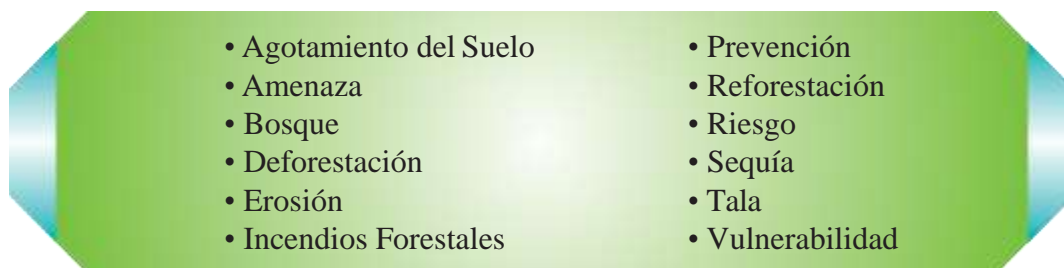 • Agotamiento del Suelo
• Amenaza
• Bosque
• Deforestación
• Erosión
• Incendios Forestales
• Prevención
• Reforestación
• Riesgo
• Sequía
• Tala
• Vulnerabilidad